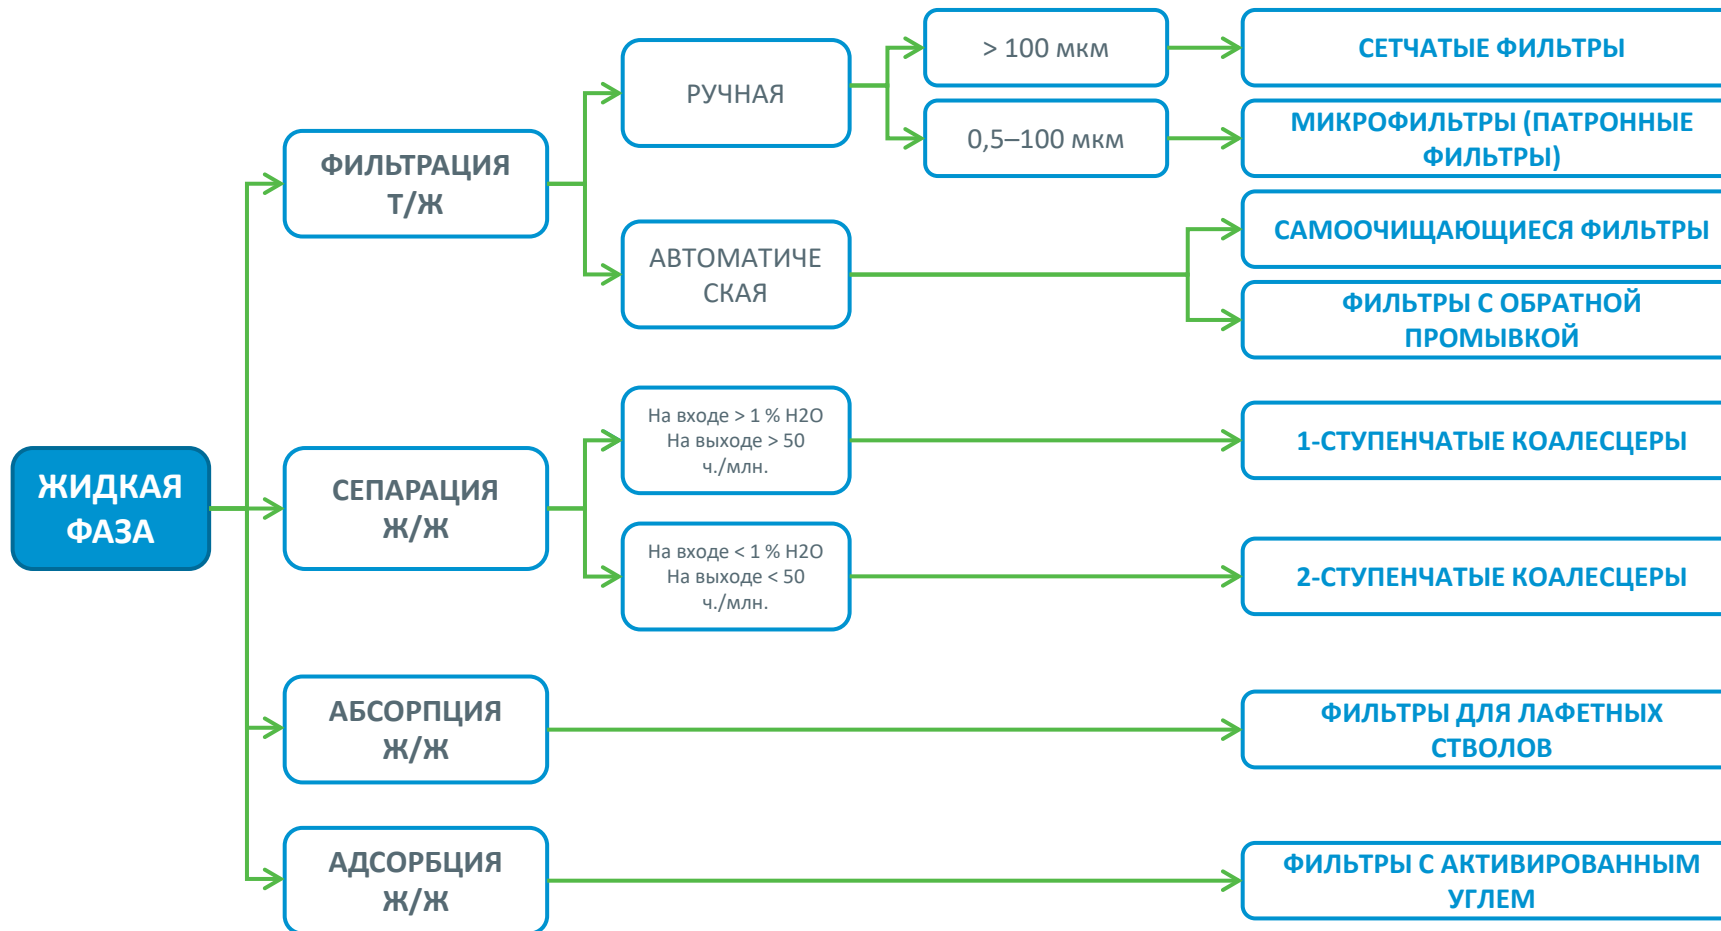 ЖИДКАЯ
ФАЗА
ФИЛЬТРАЦИЯ
Т/Ж
РУЧНАЯ
> 100 мкм
СЕТЧАТЫЕ ФИЛЬТРЫ
0,5–100 мкм
МИКРОФИЛЬТРЫ (ПАТРОННЫЕ
ФИЛЬТРЫ)
АВТОМАТИЧЕ
СКАЯ
САМООЧИЩАЮЩИЕСЯ ФИЛЬТРЫ
ФИЛЬТРЫ С ОБРАТНОЙ
ПРОМЫВКОЙ
СЕПАРАЦИЯ
Ж/Ж
На входе > 1 % H2O
На выходе > 50
ч./млн.
1-СТУПЕНЧАТЫЕ КОАЛЕСЦЕРЫ
На входе < 1 % H2O
На выходе < 50
ч./млн.
2-СТУПЕНЧАТЫЕ КОАЛЕСЦЕРЫ
АБСОРПЦИЯ
Ж/Ж
ФИЛЬТРЫ ДЛЯ ЛАФЕТНЫХ
СТВОЛОВ
АДСОРБЦИЯ
Ж/Ж
ФИЛЬТРЫ С АКТИВИРОВАННЫМ
УГЛЕМ